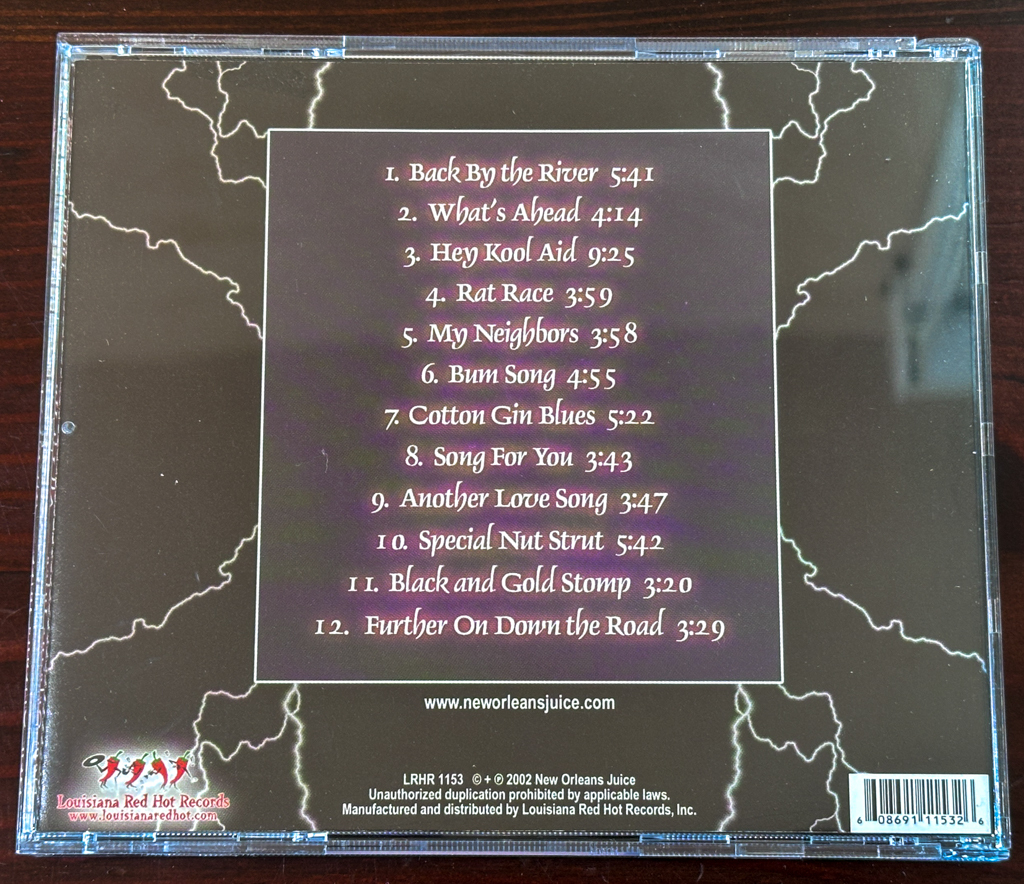 1. Back By the River 5:41
2. What's Ahead 4:14
3. Hey Kool Aid 9:25
4. Rat Race 3:59
5. My Neighbors 3:58
6. Bum Song 4:55
7. Cotton Gin Blues 5:22
8. Song For You 3:43
9. Another Love Song 3:47
10. Special Nut Strut 5:42
11. Black and Gold Stomp 3:20
12. Further On Down the Road 3:29
www.neworleansjuice.com
Louisiana Red Hot Records
www.louisianaredhot.com
LRHR 1153 © + ℗ 2002 New Orleans Juice
Unauthorized duplication prohibited by applicable laws.
Manufactured and distributed by Louisiana Red Hot Records, Inc.
6 08691 11532 6